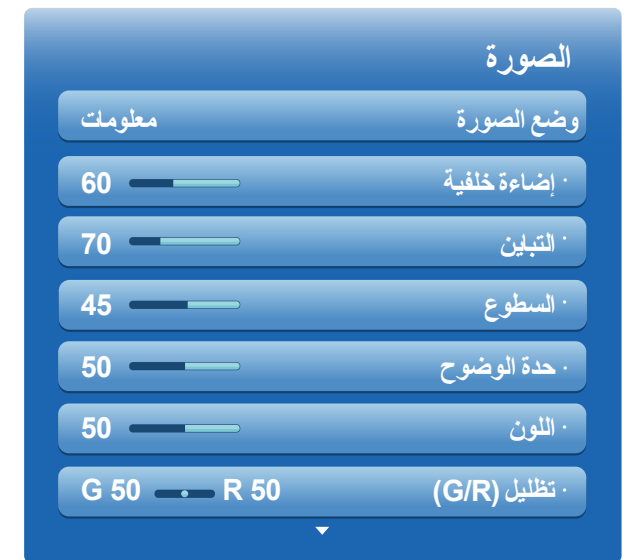 الصورة
وضع الصورة معلومات
· إضاءة خلفية 60
· التباين 70
· السطوع 45
· حدة الوضوح 50
· اللون 50
· تظليل (G/R) G 50 R 50